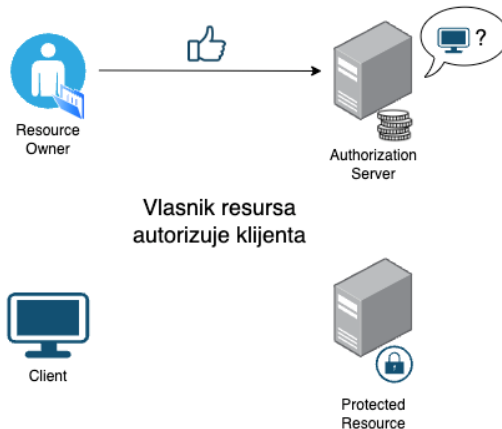 ?
Resource
Owner
Authorization
Server
Vlasnik resursa
autorizuje klijenta
Client
Protected
Resource